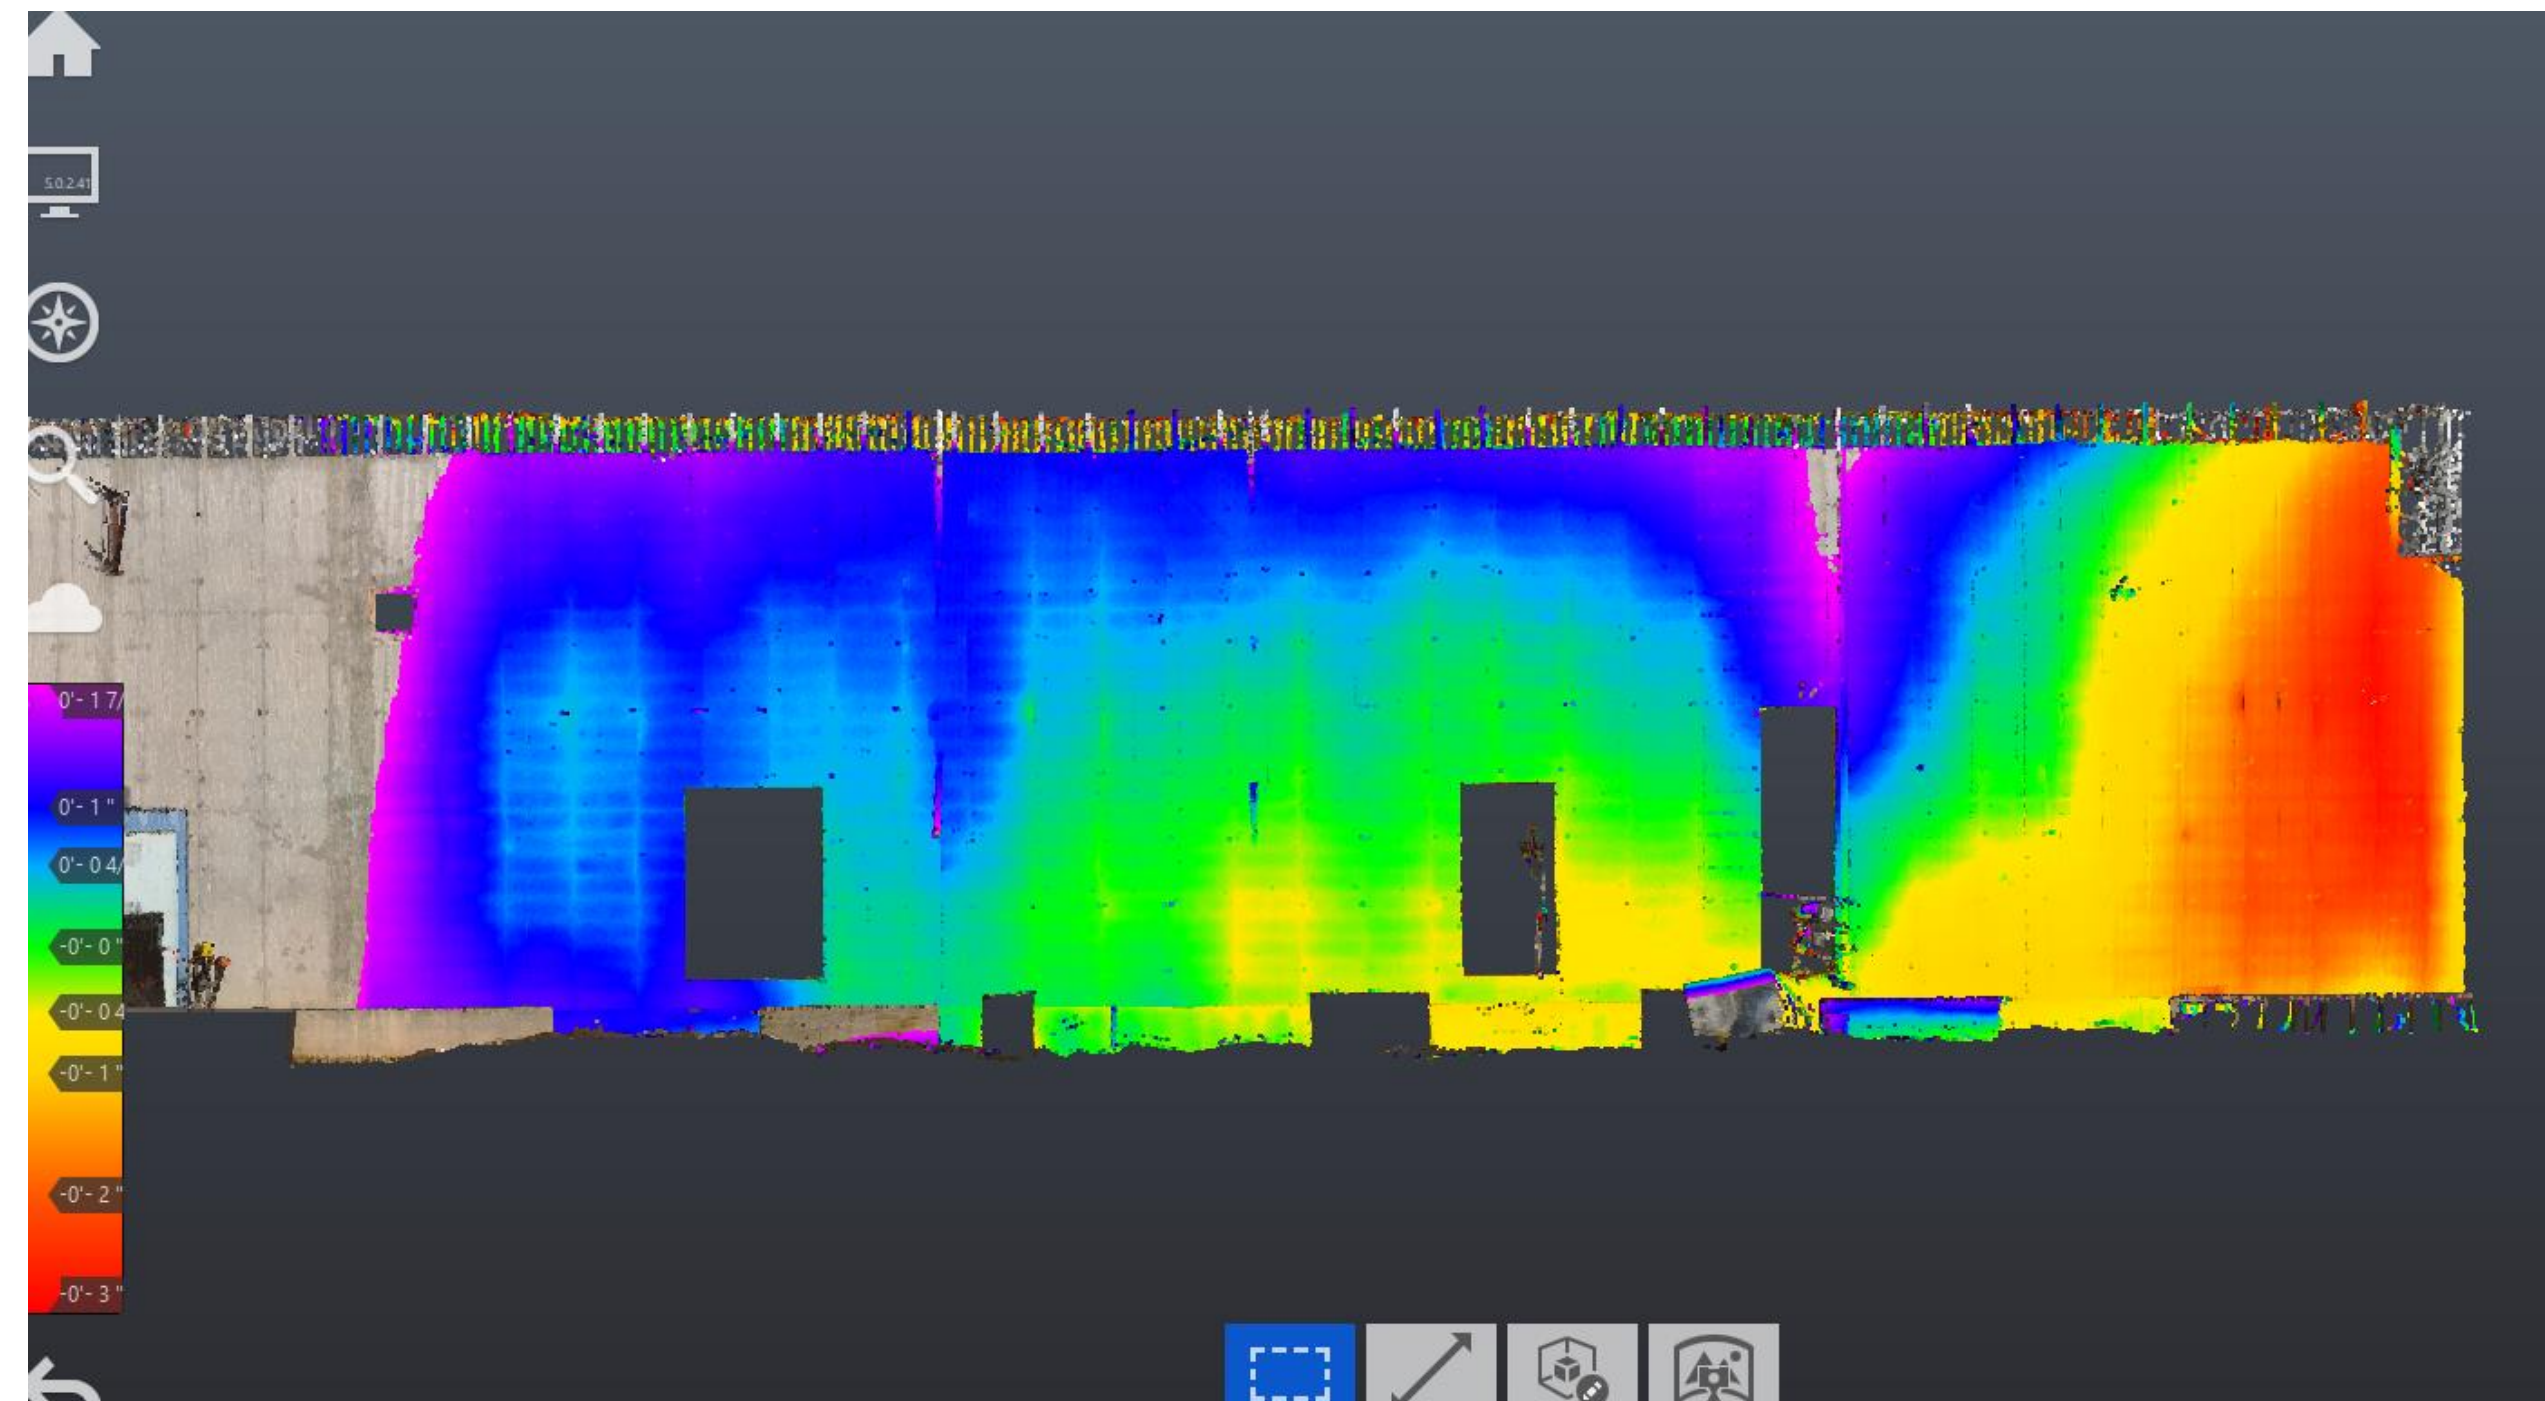 5.0.2.41
0'- 1 7/
0'- 1 "
0'- 0 4/
-0'- 0 "
-0'- 0 4
-0'- 1 "
-0'- 2 "
-0'- 3 "